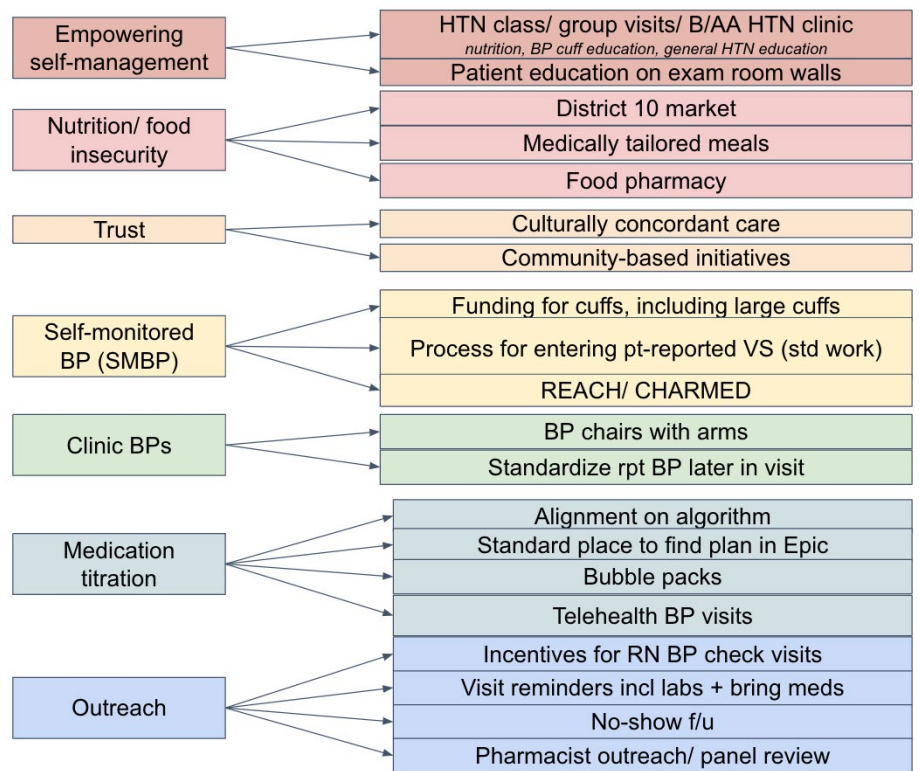 Empowering
self-management
HTN class/ group visits/ B/AA HTN clinic
nutrition, BP cuff education, general HTN education
Patient education on exam room walls
Nutrition/ food
insecurity
District 10 market
Medically tailored meals
Food pharmacy
Trust
Culturally concordant care
Community-based initiatives
Self-monitored
BP (SMBP)
Funding for cuffs, including large cuffs
Process for entering pt-reported VS (std work)
REACH/ CHARMED
Clinic BPs
BP chairs with arms
Standardize rpt BP later in visit
Medication
titration
Alignment on algorithm
Standard place to find plan in Epic
Bubble packs
Telehealth BP visits
Outreach
Incentives for RN BP check visits
Visit reminders incl labs + bring meds
No-show f/u
Pharmacist outreach/ panel review